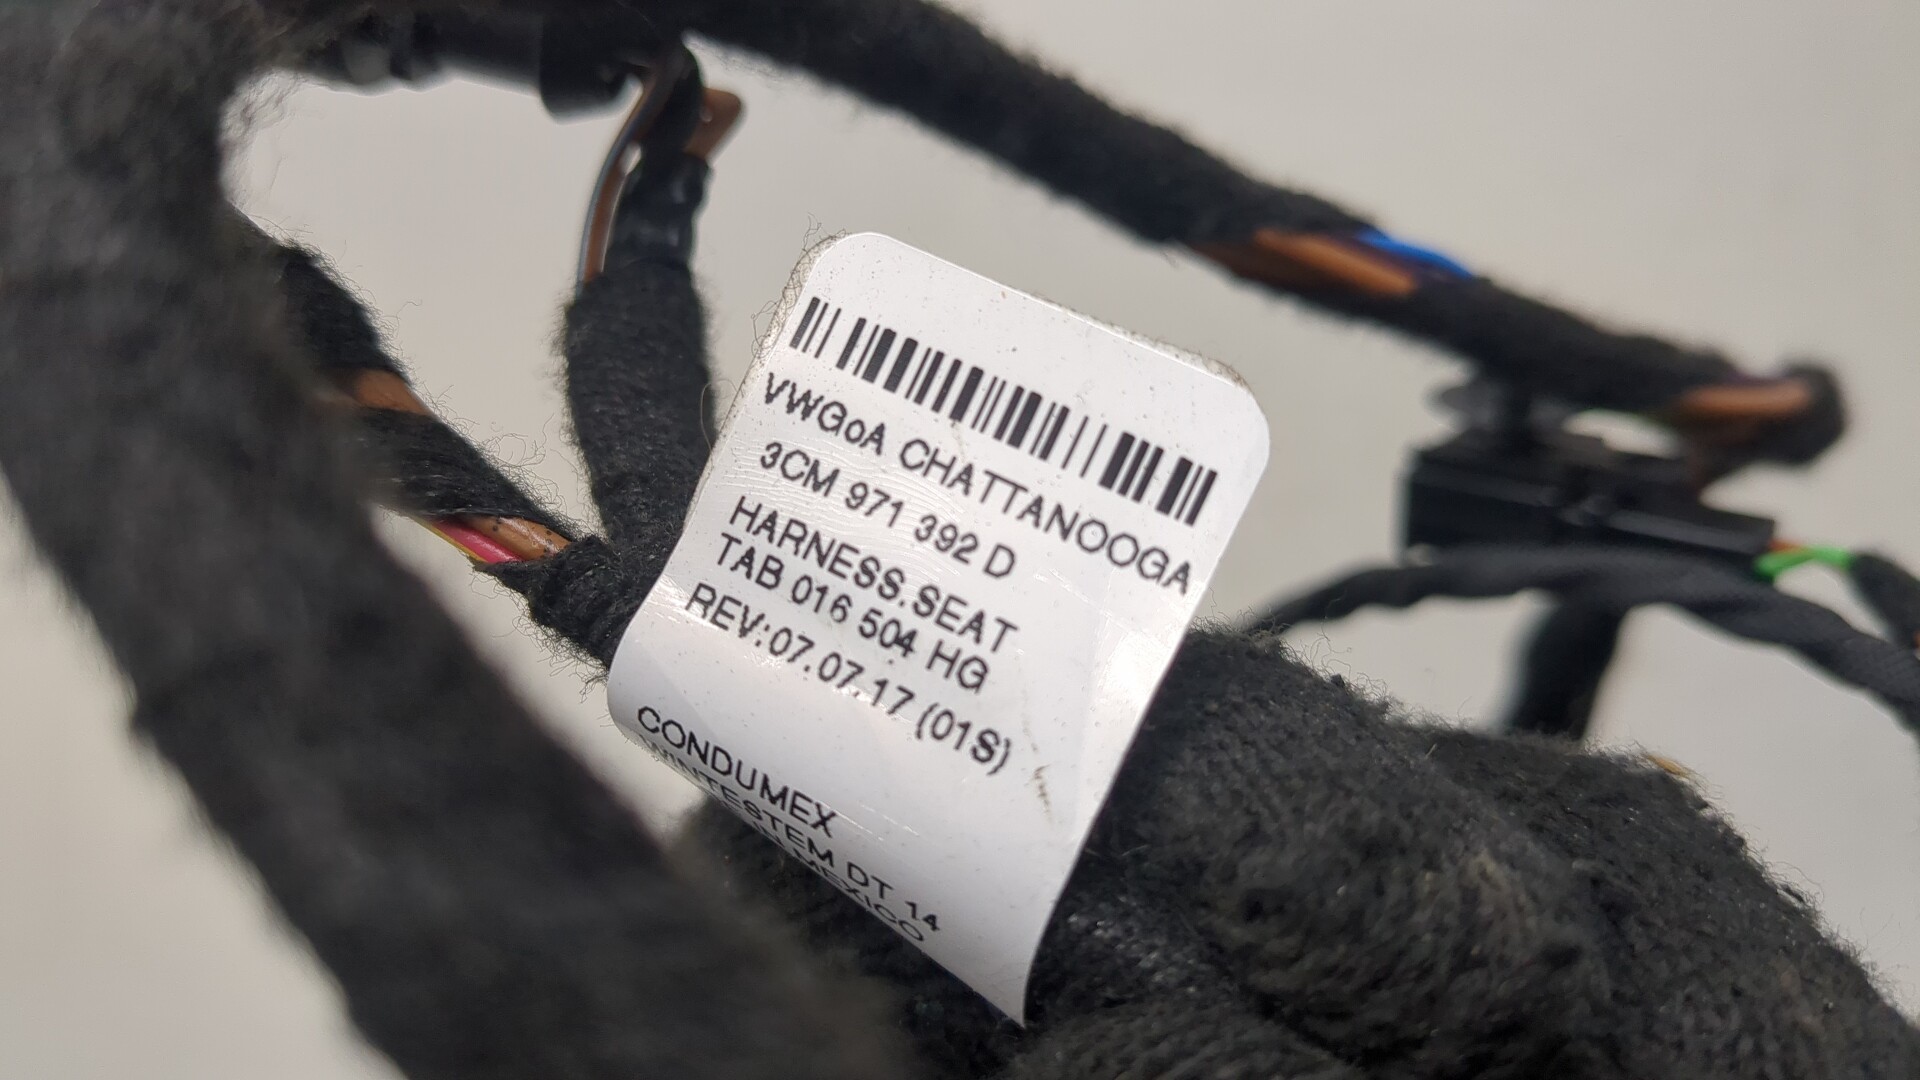 VWGoA CHATTANOOGA
3CM 971 392 D
HARNESS.SEAT
TAB 016 504 HG
REV:07.07.17 (01S)
CONDUMEX
DT 14
MEXICO